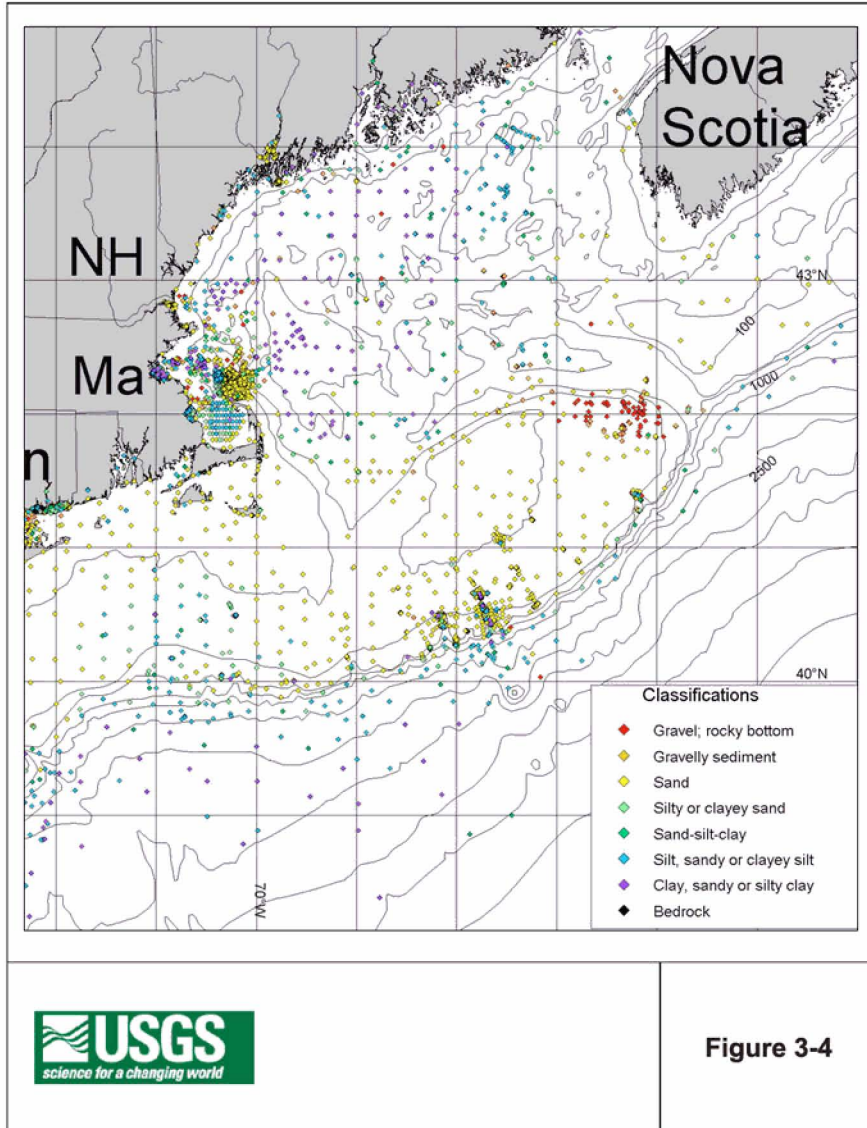 Nova
Scotia
NH
43°N
100
Ma
1000
n
2500
40°N
70°W
Classifications
Gravel; rocky bottom
Gravelly sediment
Sand
Silty or clayey sand
Sand-silt-clay
Silt, sandy or clayey silt
Clay, sandy or silty clay
Bedrock
USGS
science for a changing world
Figure 3-4